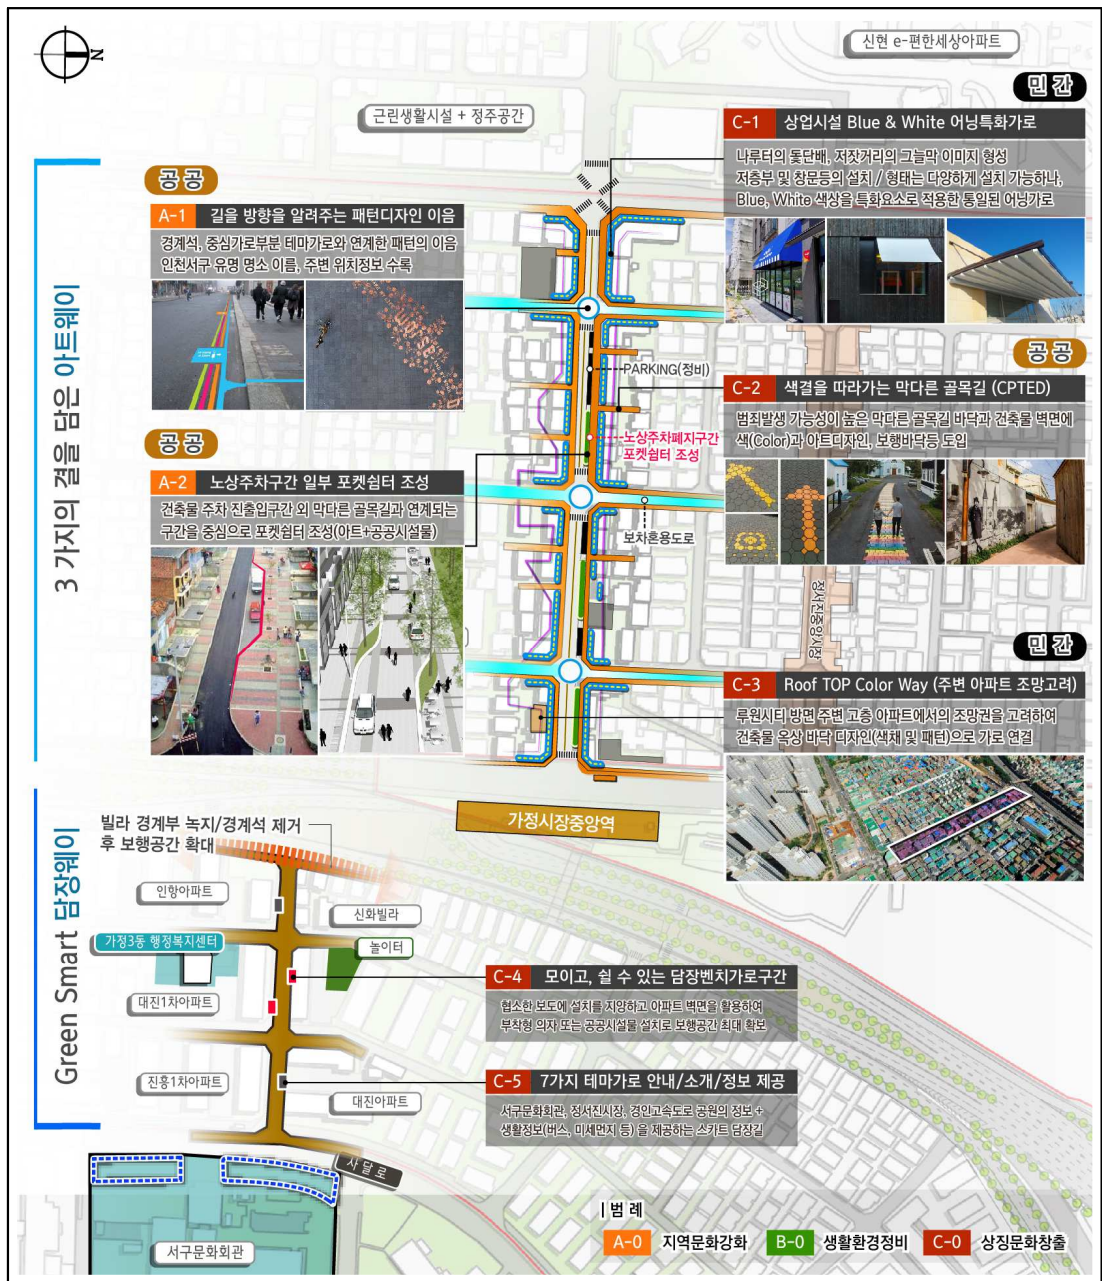 N
신현 e-편한세상아파트
근린생활시설 + 정주공간
민 간
C-1 상업시설 Blue & White 어닝특화가로
나루터의 돛단배, 저잣거리의 그늘막 이미지 형성
저층부 및 창문등의 설치 / 형태는 다양하게 설치 가능하나,
Blue, White 색상을 특화요소로 적용한 통일된 어닝가로
공 공
A-1 길을 방향을 알려주는 패턴디자인 이음
경계석, 중심가로부분 테마가로와 연계한 패턴의 이음
인천서구 유명 명소 이름, 주변 위치정보 수록
3 가지의 결을 담은 아트웨이
공 공
C-2 색결을 따라가는 막다른 골목길 (CPTED)
범죄발생 가능성이 높은 막다른 골목길 바닥과 건축물 벽면에
색(Color)과 아트디자인, 보행바닥등 도입
PARKING(정비)
노상주차폐지구간
포켓쉼터 조성
보차혼용도로
공 공
A-2 노상주차구간 일부 포켓쉼터 조성
건축물 주차 진출입구간 외 막다른 골목길과 연계되는
구간을 중심으로 포켓쉼터 조성(아트+공공시설물)
정서진중앙시장
민 간
C-3 Roof TOP Color Way (주변 아파트 조망고려)
루원시티 방면 주변 고층 아파트에서의 조망권을 고려하여
건축물 옥상 바닥 디자인(색채 및 패턴)으로 가로 연결
가정시장중앙역
Green Smart 담장웨이
빌라 경계부 녹지/경계석 제거
후 보행공간 확대
인항아파트
신화빌라
가정3동 행정복지센터
놀이터
대진1차아파트
C-4 모이고, 쉴 수 있는 담장벤치가로구간
협소한 보도에 설치를 지양하고 아파트 벽면을 활용하여
부착형 의자 또는 공공시설물 설치로 보행공간 최대 확보
진흥1차아파트
대진아파트
C-5 7가지 테마가로 안내/소개/정보 제공
서구문화회관, 정서진시장, 경인고속도로 공원의 정보 +
생활정보(버스, 미세먼지 등) 을 제공하는 스카트 담장길
사 달 로
서구문화회관
| 범 례
A-0 지역문화강화 B-0 생활환경정비 C-0 상징문화창출